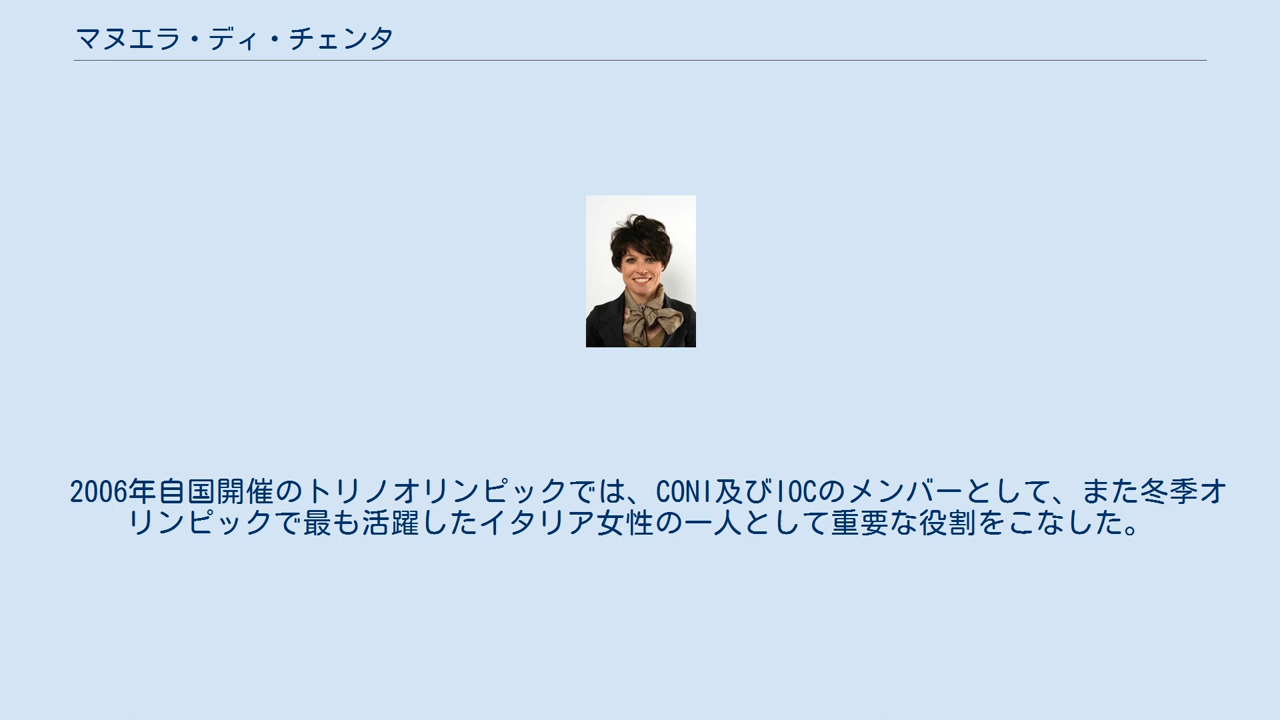 マヌエラ・ディ・チェンタ
2006年自国開催のトリノオリンピックでは、CONI及びIOCのメンバーとして、また冬季オ
リンピックで最も活躍したイタリア女性の一人として重要な役割をこなした。